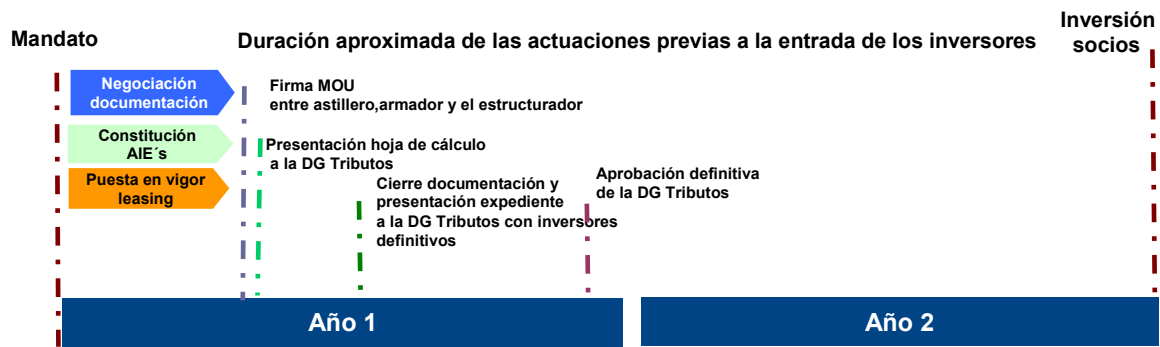 Mandato
Duración aproximada de las actuaciones previas a la entrada de los inversores
Inversión
socios
Negociación
documentación
Firma MOU
entre astillero,armador y el estructurador
Constitución
AIE´s
Presentación hoja de cálculo
a la DG Tributos
Puesta en vigor
leasing
Cierre documentación y
presentación expediente
a la DG Tributos con inversores
definitivos
Aprobación definitiva
de la DG Tributos
Año 1
Año 2